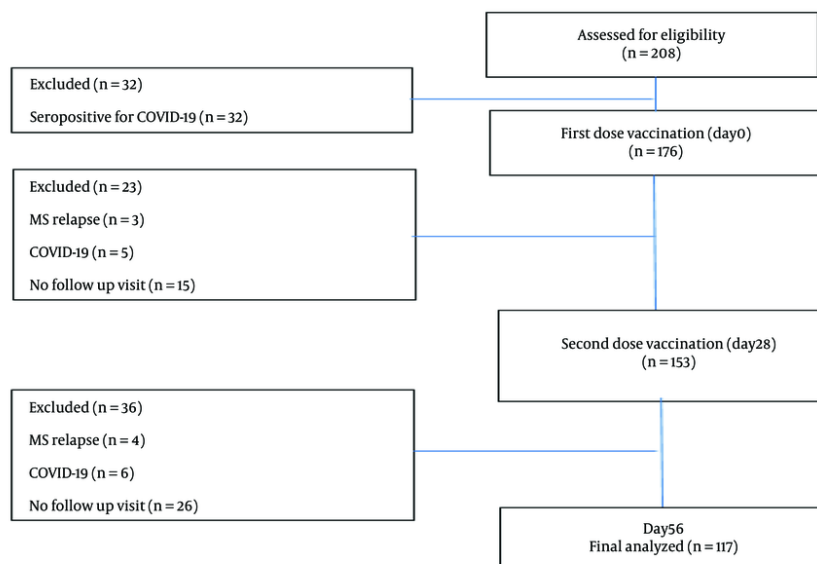 Assessed for eligibility
(n = 208)
Excluded (n = 32)
Seropositive for COVID-19 (n = 32)
First dose vaccination (day0)
(n = 176)
Excluded (n = 23)
MS relapse (n = 3)
COVID-19 (n = 5)
No follow up visit (n = 15)
Second dose vaccination (day28)
(n = 153)
Excluded (n = 36)
MS relapse (n = 4)
COVID-19 (n = 6)
No follow up visit (n = 26)
Day56
Final analyzed (n = 117)